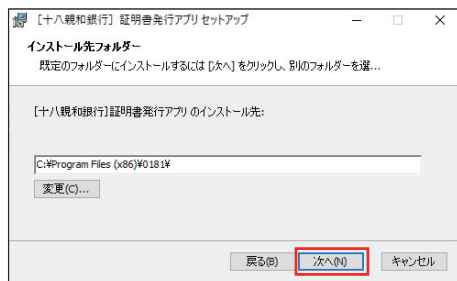 [十八親和銀行] 証明書発行アプリ セットアップ
インストール先フォルダー
既定のフォルダーにインストールするには [次へ] をクリックし、別のフォルダーを選...
[十八親和銀行]証明書発行アプリ のインストール先:
C:¥Program Files (x86)¥0181¥
変更(C)...
戻る(B) 次へ(N) キャンセル